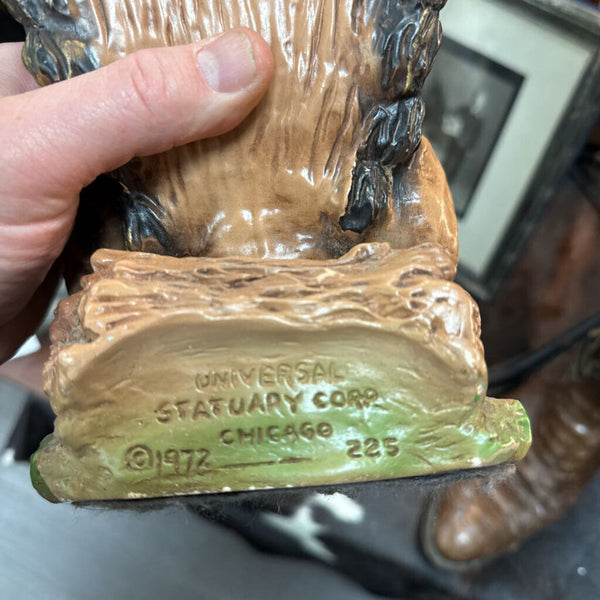 UNIVERSAL
STATUARY CORP
CHICAGO
©1972 225